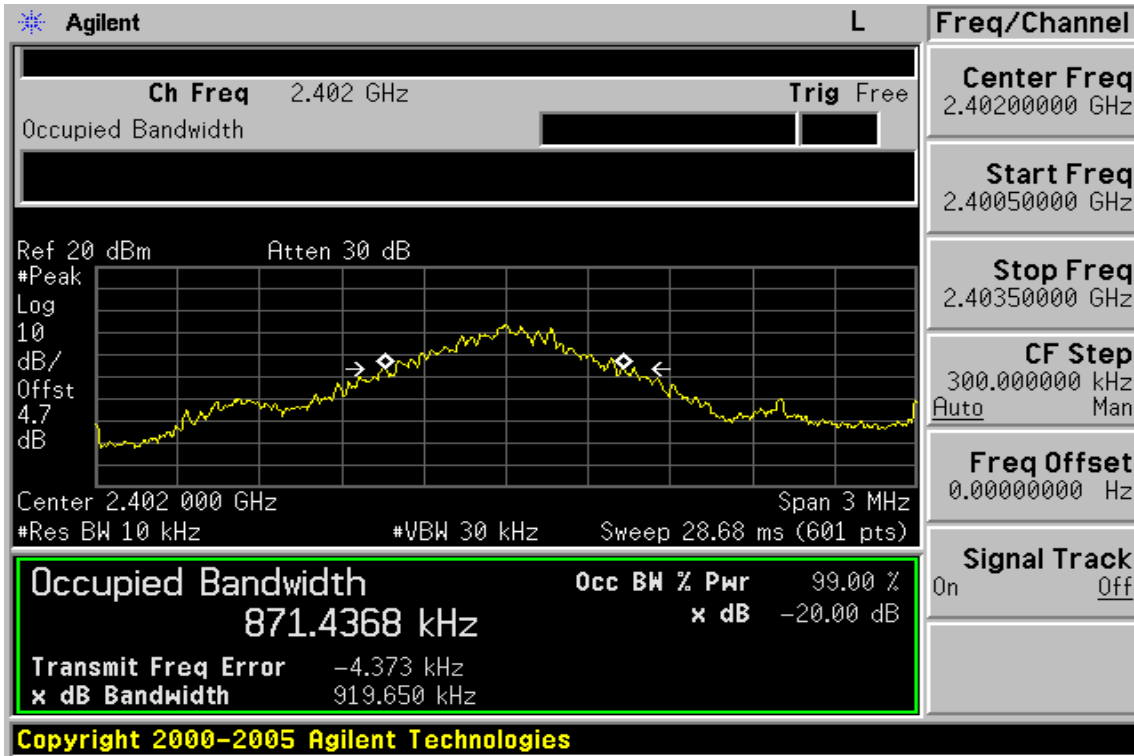 Agilent L
Ch Freq 2.402 GHz Trig Free
Occupied Bandwidth
Ref 20 dBm Atten 30 dB
#Peak
Log
10
dB/
Offst
4.7
dB
Center 2.402 000 GHz Span 3 MHz
#Res BW 10 kHz #VBW 30 kHz Sweep 28.68 ms (601 pts)
Occupied Bandwidth Occ BW % Pwr 99.00 %
871.4368 kHz x dB -20.00 dB
Transmit Freq Error -4.373 kHz
x dB Bandwidth 919.650 kHz
Copyright 2000-2005 Agilent Technologies
Freq/Channel
Center Freq
2.40200000 GHz
Start Freq
2.40050000 GHz
Stop Freq
2.40350000 GHz
CF Step
300.000000 kHz
Auto Man
Freq Offset
0.00000000 Hz
Signal Track
On Off